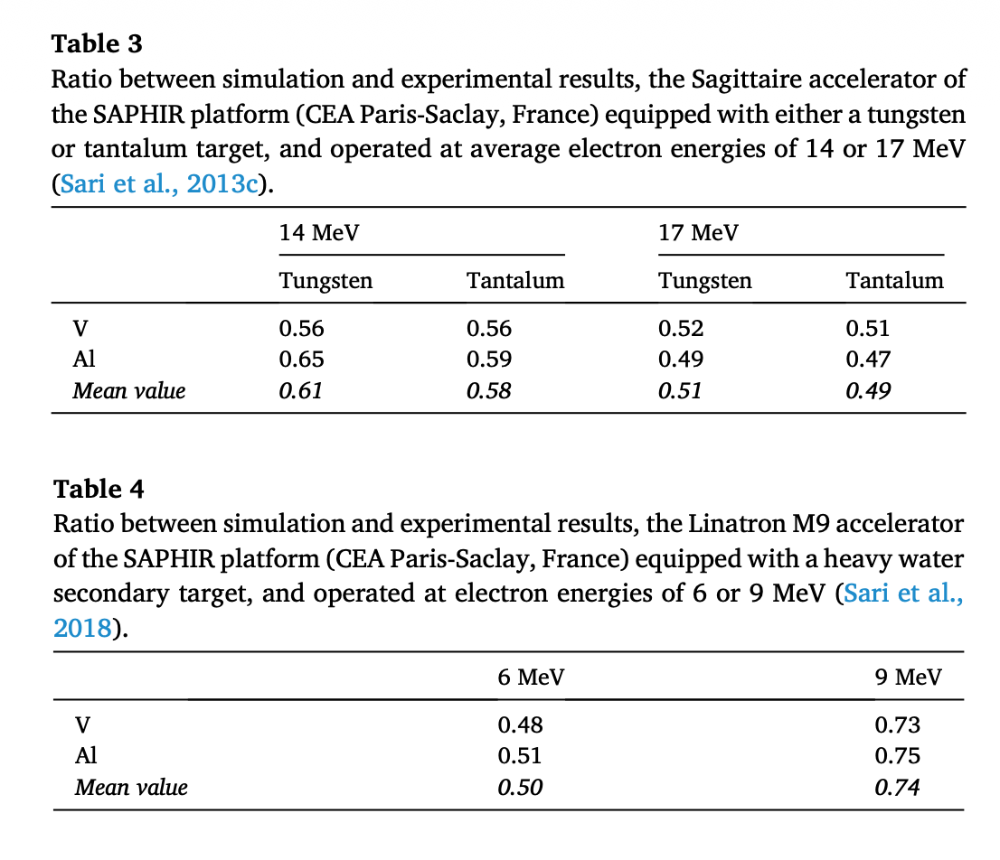 Table 3
Ratio between simulation and experimental results, the Sagittaire accelerator of
the SAPHIR platform (CEA Paris-Saclay, France) equipped with either a tungsten
or tantalum target, and operated at average electron energies of 14 or 17 MeV
(Sari et al., 2013c).
14 MeV 17 MeV
Tungsten Tantalum Tungsten Tantalum
V 0.56 0.56 0.52 0.51
Al 0.65 0.59 0.49 0.47
Mean value 0.61 0.58 0.51 0.49
Table 4
Ratio between simulation and experimental results, the Linatron M9 accelerator
of the SAPHIR platform (CEA Paris-Saclay, France) equipped with a heavy water
secondary target, and operated at electron energies of 6 or 9 MeV (Sari et al.,
2018).
6 MeV 9 MeV
V 0.48 0.73
Al 0.51 0.75
Mean value 0.50 0.74